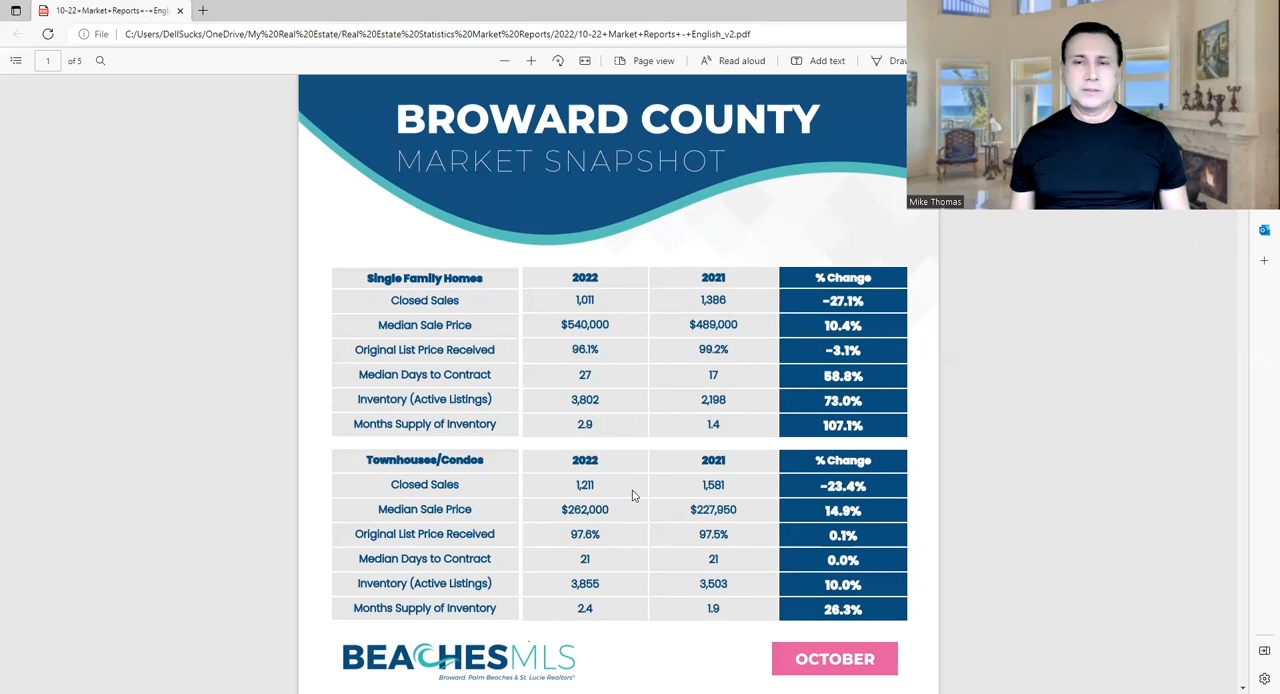 10-22+Market+Reports+-+Engl
File
C:/Users/DellSucks/OneDrive/My%20Real%20Estate/Real%20Estate%20Statistics%20Market%20Reports/2022/10-22+Market+Reports+-+English_v2.pdf
1 of 5
Page view
Read aloud
Add text
Draw
Mike Thomas
BROWARD COUNTY
MARKET SNAPSHOT
Single Family Homes 2022 2021 % Change
Closed Sales 1,011 1,386 -27.1%
Median Sale Price $540,000 $489,000 10.4%
Original List Price Received 96.1% 99.2% -3.1%
Median Days to Contract 27 17 58.8%
Inventory (Active Listings) 3,802 2,198 73.0%
Months Supply of Inventory 2.9 1.4 107.1%
Townhouses/Condos 2022 2021 % Change
Closed Sales 1,211 1,581 -23.4%
Median Sale Price $262,000 $227,950 14.9%
Original List Price Received 97.6% 97.5% 0.1%
Median Days to Contract 21 21 0.0%
Inventory (Active Listings) 3,855 3,503 10.0%
Months Supply of Inventory 2.4 1.9 26.3%
BEACHESMLS
Broward, Palm Beaches & St. Lucie Realtors®
OCTOBER